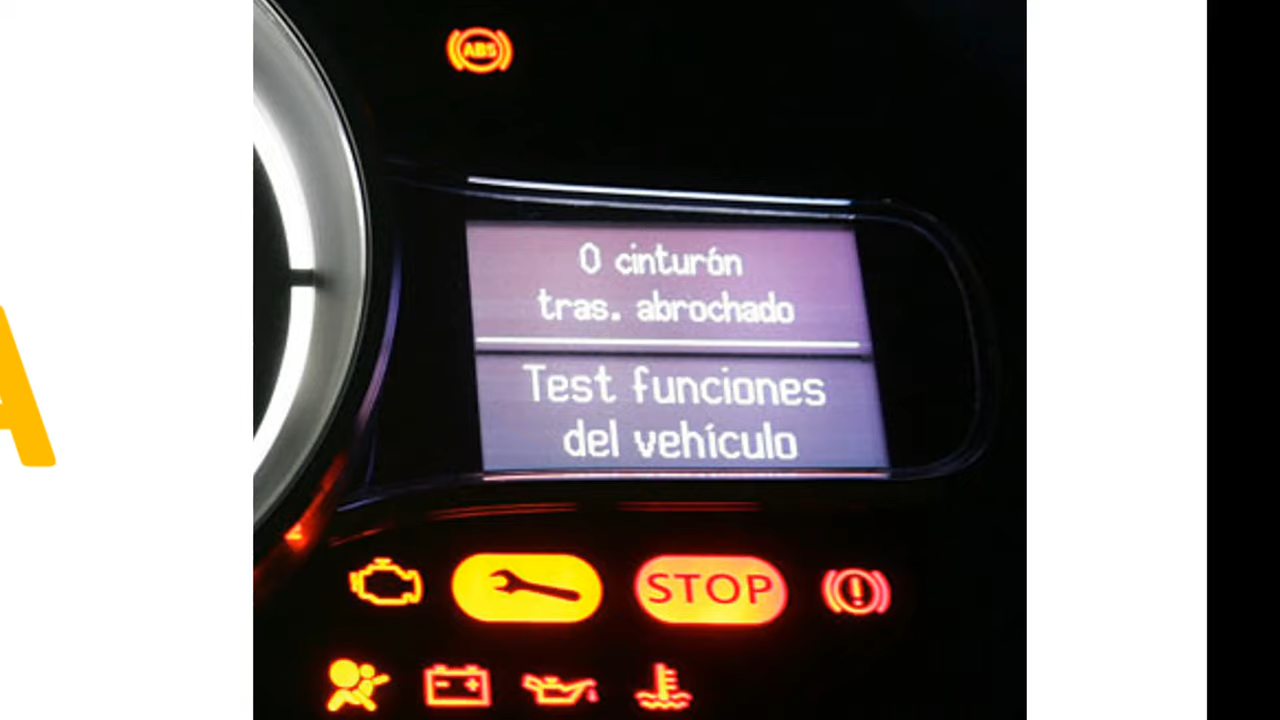 ABS
0 cinturón
tras. abrochado
Test funciones
del vehículo
STOP
A